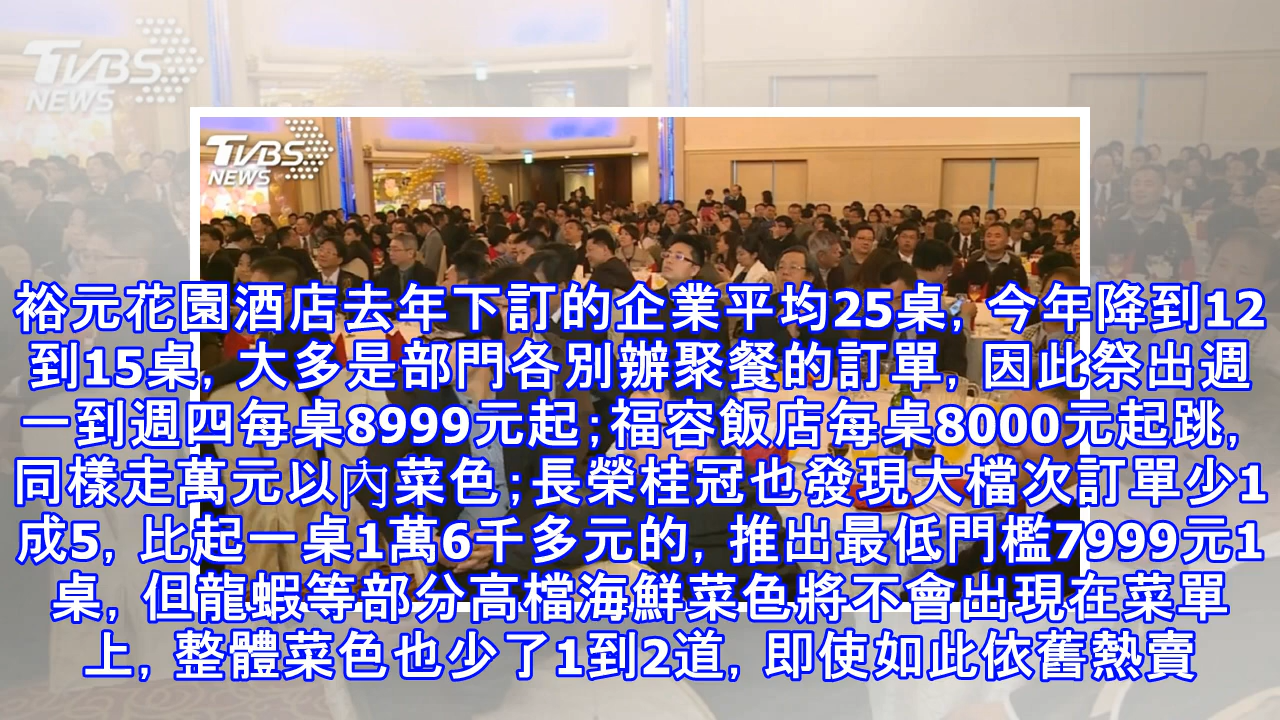 TVBS
NEWS
TVBS
NEWS
裕元花園酒店去年下訂的企業平均25桌, 今年降到12
到15桌, 大多是部門各別辦聚餐的訂單, 因此祭出週
一到週四每桌8999元起;福容飯店每桌8000元起跳,
同樣走萬元以內菜色;長榮桂冠也發現大檔次訂單少1
成5, 比起一桌1萬6千多元的, 推出最低門檻7999元1
桌, 但龍蝦等部分高檔海鮮菜色將不會出現在菜單
上, 整體菜色也少了1到2道, 即使如此依舊熱賣